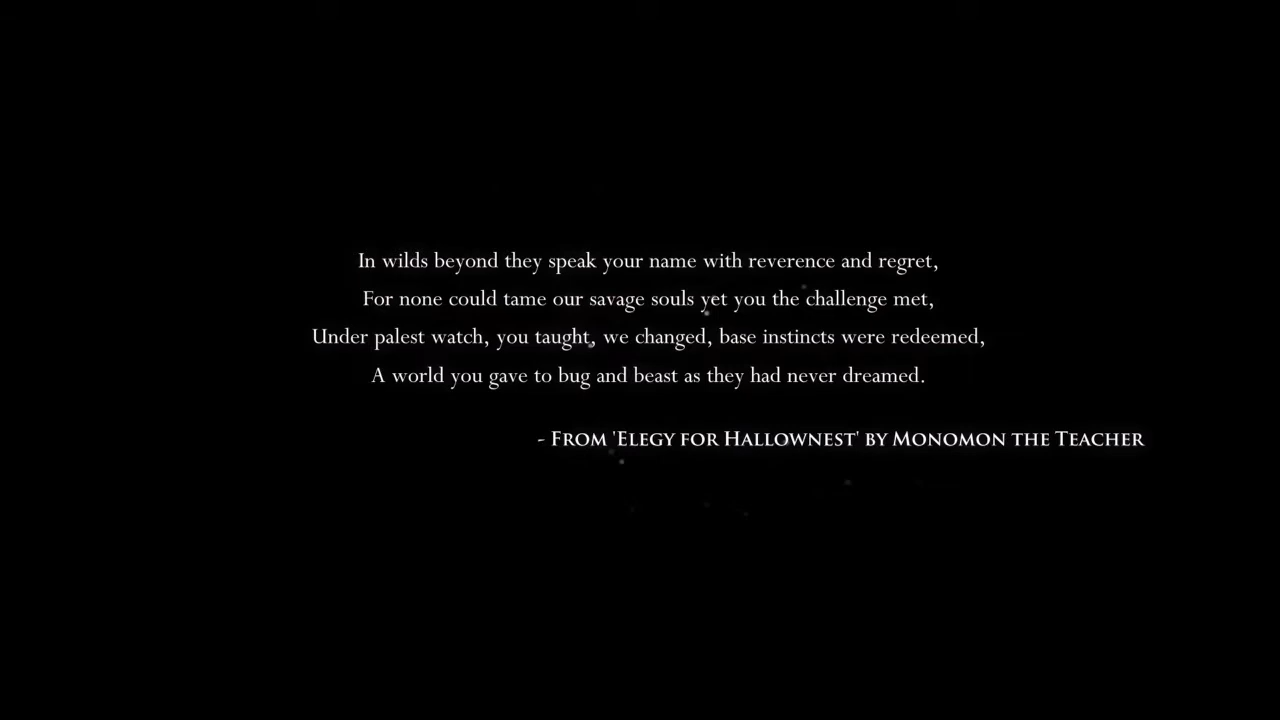 In wilds beyond they speak your name with reverence and regret,
For none could tame our savage souls yet you the challenge met,
Under palest watch, you taught, we changed, base instincts were redeemed,
A world you gave to bug and beast as they had never dreamed.
- From 'Elegy for Hallownest' by Monomon the Teacher